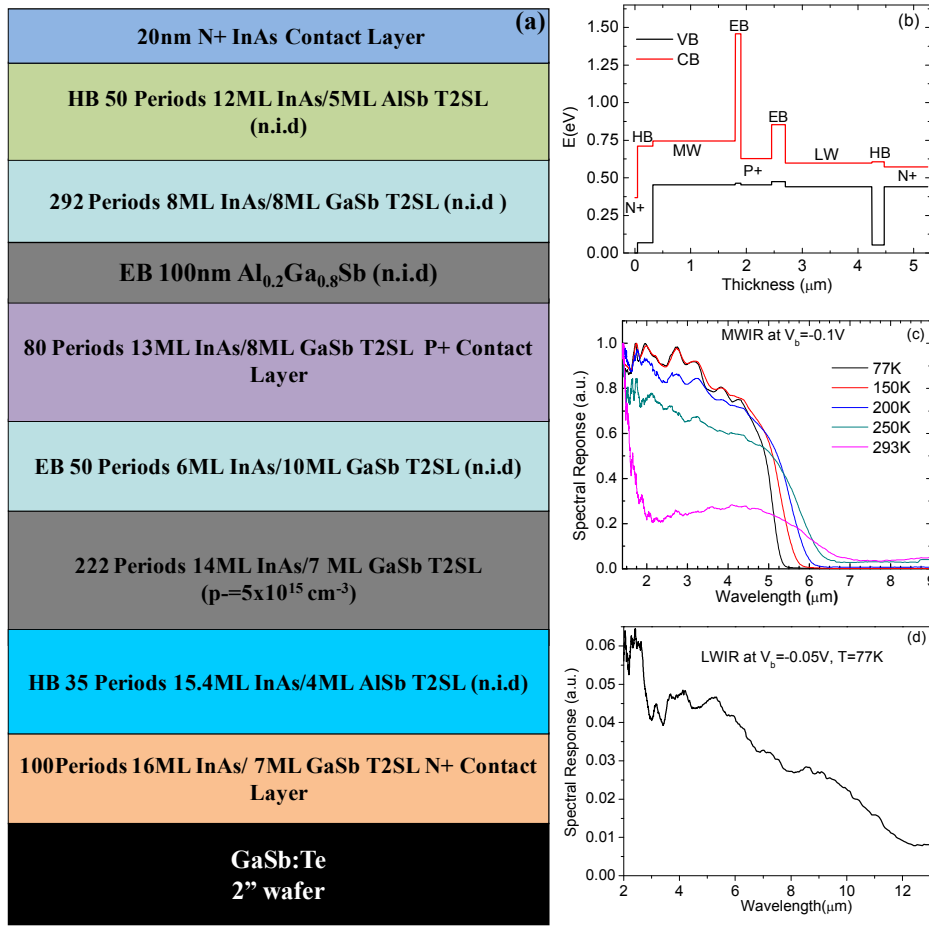 (a)
20nm N+ InAs Contact Layer
HB 50 Periods 12ML InAs/5ML AlSb T2SL
(n.i.d)
292 Periods 8ML InAs/8ML GaSb T2SL (n.i.d )
EB 100nm Al0.2Ga0.8Sb (n.i.d)
80 Periods 13ML InAs/8ML GaSb T2SL P+ Contact
Layer
EB 50 Periods 6ML InAs/10ML GaSb T2SL (n.i.d)
222 Periods 14ML InAs/7 ML GaSb T2SL
(p-=5x10¹⁵ cm⁻³)
HB 35 Periods 15.4ML InAs/4ML AlSb T2SL (n.i.d)
100Periods 16ML InAs/ 7ML GaSb T2SL N+ Contact
Layer
GaSb:Te
2” wafer
(b)
VB
CB
EB
EB
HB
MW
P+
LW
HB
N+
N+
E(eV)
1.50
1.25
1.00
0.75
0.50
0.25
0.00
0 1 2 3 4 5
Thickness (μm)
MWIR at Vb=-0.1V
(c)
77K
150K
200K
250K
293K
Spectral Reponse (a.u.)
1.0
0.8
0.6
0.4
0.2
0.0
2 3 4 5 6 7 8 9
Wavelength (μm)
(d)
LWIR at Vb=-0.05V, T=77K
Spectral Response (a.u.)
0.06
0.05
0.04
0.03
0.02
0.01
0.00
2 4 6 8 10 12
Wavelength(μm)